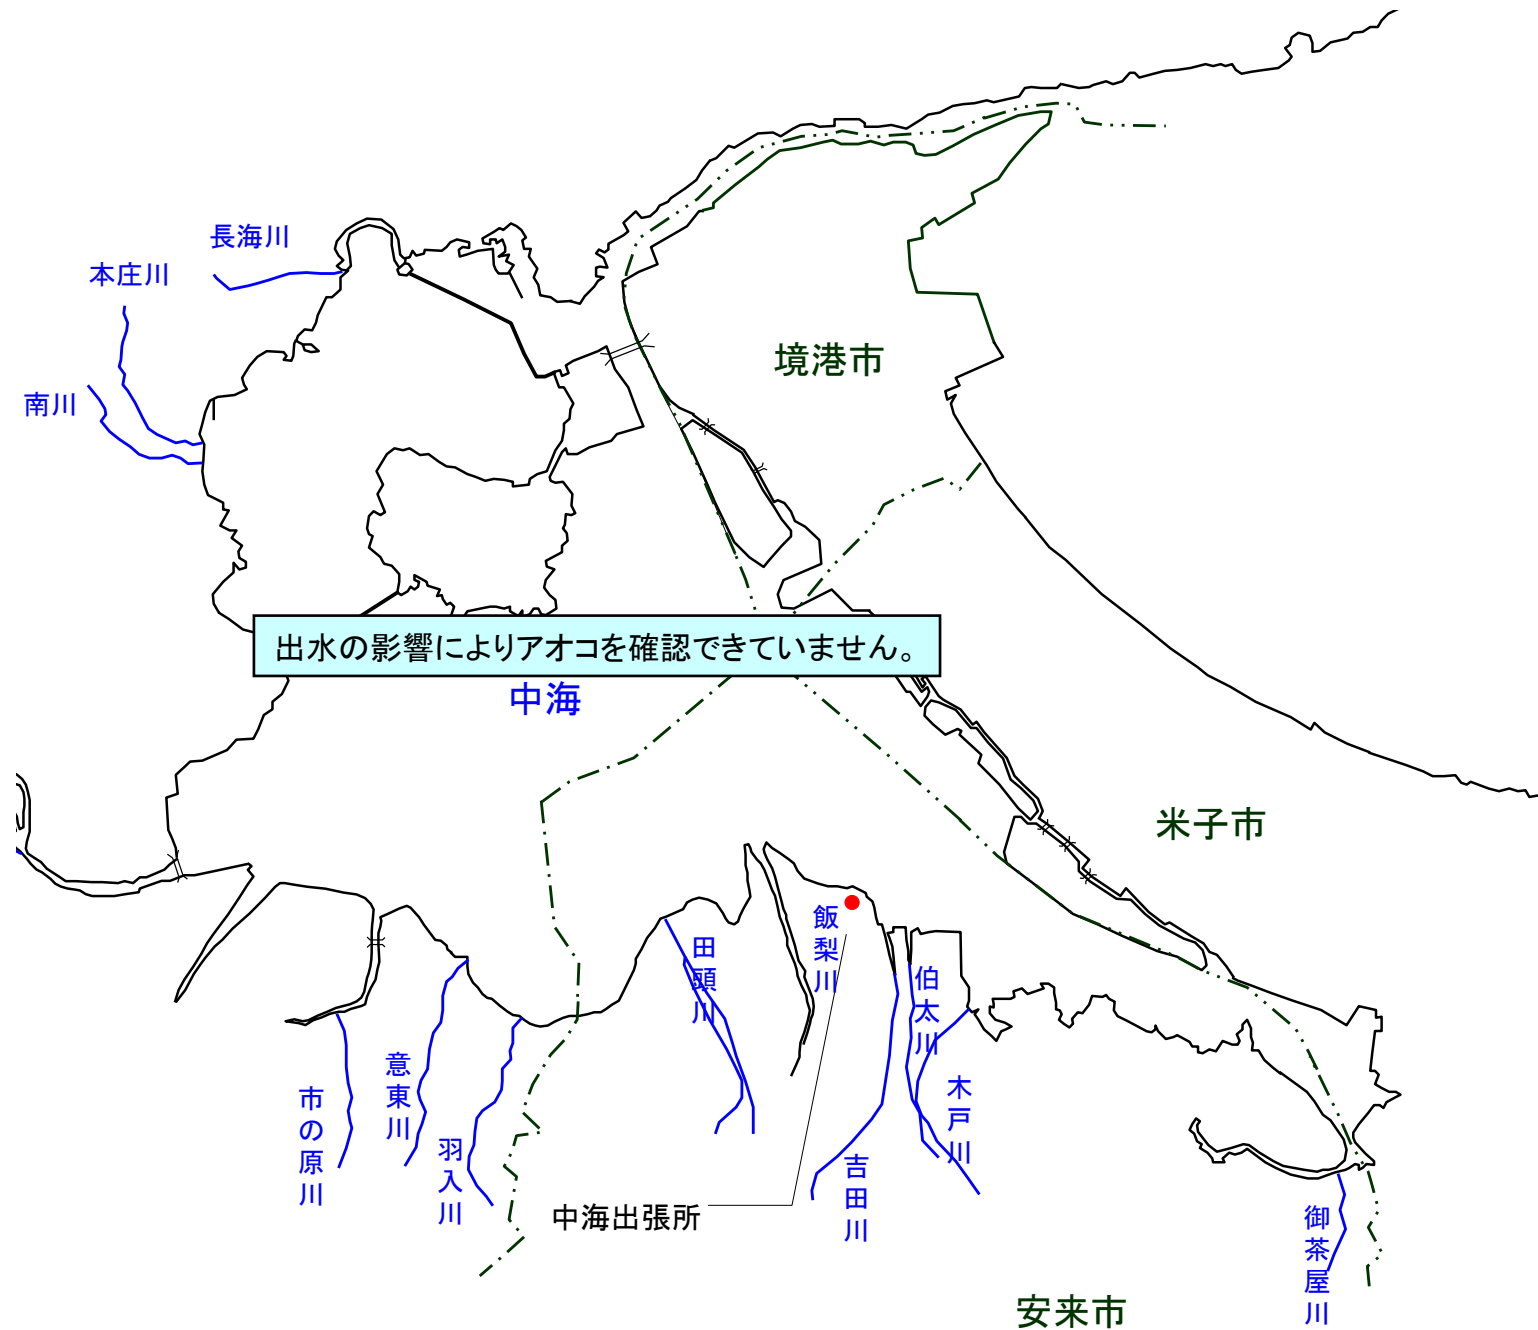 長海川
本庄川
南川
境港市
出水の影響によりアオコを確認できていません。
中海
米子市
飯梨川
田頭川
伯太川
意東川
木戸川
市の原川
羽入川
吉田川
中海出張所
御茶屋川
安来市